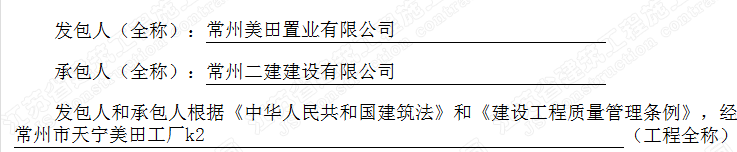 发包人（全称）：常州美田置业有限公司
承包人（全称）：常州二建建设有限公司
发包人和承包人根据《中华人民共和国建筑法》和《建设工程质量管理条例》，经
常州市天宁美田工厂k2（工程全称）